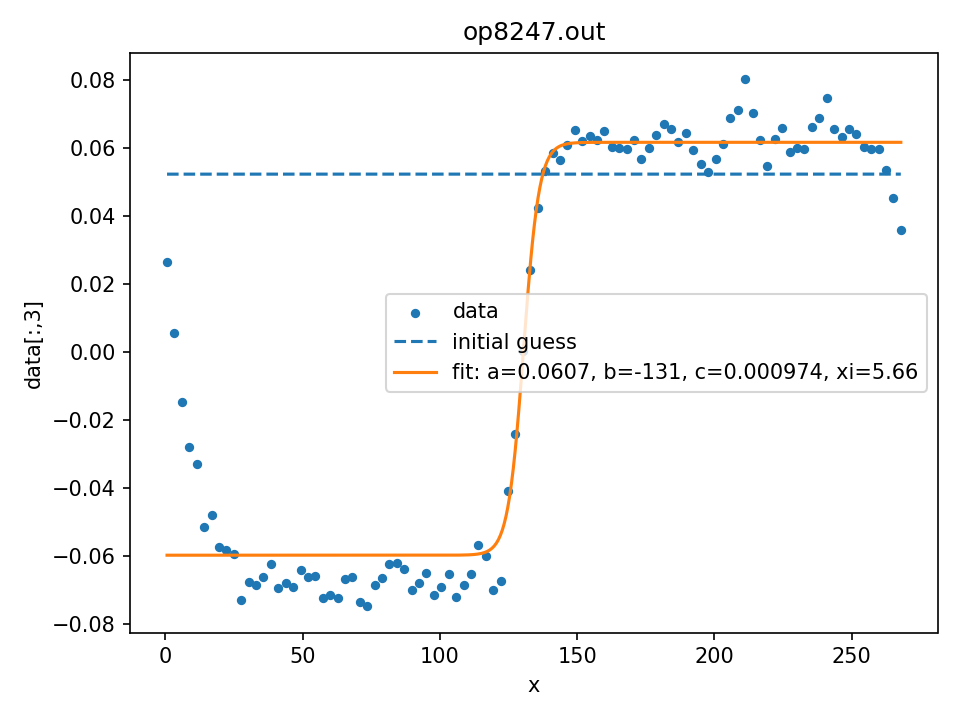 op8247.out
0.08
0.06
0.04
0.02
0.00
−0.02
−0.04
−0.06
−0.08
data[:,3]
data
initial guess
fit: a=0.0607, b=-131, c=0.000974, xi=5.66
0 50 100 150 200 250
x